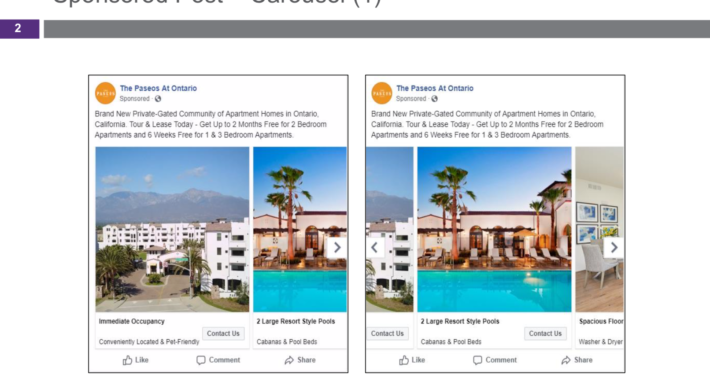 Sponsored Post – Carousel (1)
2
The Paseos At Ontario
Sponsored ·
Brand New Private-Gated Community of Apartment Homes in Ontario,
California. Tour & Lease Today - Get Up to 2 Months Free for 2 Bedroom
Apartments and 6 Weeks Free for 1 & 3 Bedroom Apartments.
Immediate Occupancy
Conveniently Located & Pet-Friendly
Contact Us
2 Large Resort Style Pools
Cabanas & Pool Beds
Like
Comment
Share
The Paseos At Ontario
Sponsored ·
Brand New Private-Gated Community of Apartment Homes in Ontario,
California. Tour & Lease Today - Get Up to 2 Months Free for 2 Bedroom
Apartments and 6 Weeks Free for 1 & 3 Bedroom Apartments.
Contact Us
2 Large Resort Style Pools
Cabanas & Pool Beds
Contact Us
Spacious Floor
Washer & Dryer
Like
Comment
Share